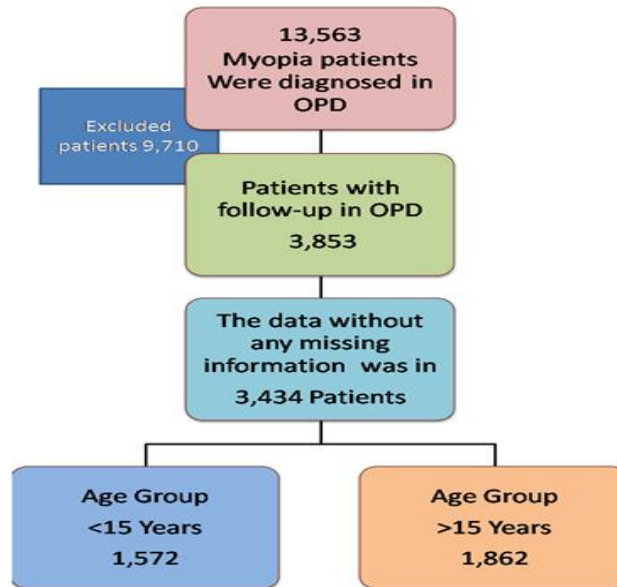 13,563
Myopia patients
Were diagnosed in
OPD
Excluded
patients 9,710
Patients with
follow-up in OPD
3,853
The data without
any missing
information was in
3,434 Patients
Age Group
<15 Years
1,572
Age Group
>15 Years
1,862